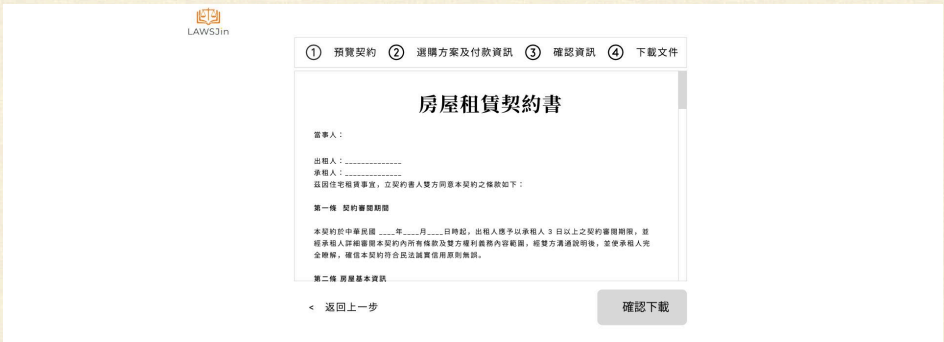 LAWSJin
① 預覽契約 ② 選購方案及付款資訊 ③ 確認資訊 ④ 下載文件
房屋租賃契約書
當事人：
出租人：______________
承租人：______________
茲因住宅租賃事宜，立契約書人雙方同意本契約之條款如下：
第一條 契約審閱期間
本契約於中華民國 ____年____月____日時起，出租人應予以承租人 3 日以上之契約審閱期限，並
經承租人詳細審閱本契約內所有條款及雙方權利義務內容範圍，經雙方溝通說明後，並使承租人完
全瞭解，確信本契約符合民法誠實信用原則無誤。
第二條 房屋基本資訊
< 返回上一步
確認下載